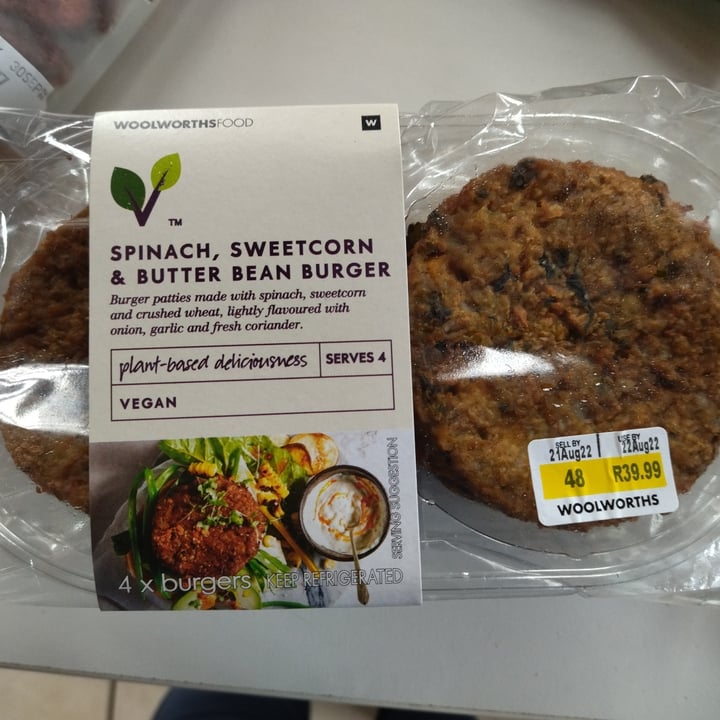 30SEP
WOOLWORTHSFOOD
W
TM
SPINACH, SWEETCORN
& BUTTER BEAN BURGER
Burger patties made with spinach, sweetcorn
and crushed wheat, lightly flavoured with
onion, garlic and fresh coriander.
plant-based deliciousness
SERVES 4
VEGAN
SERVING SUGGESTION
4 x burgers KEEP REFRIGERATED
SELL BY USE BY
21Aug22 22Aug22
48 R39.99
WOOLWORTHS